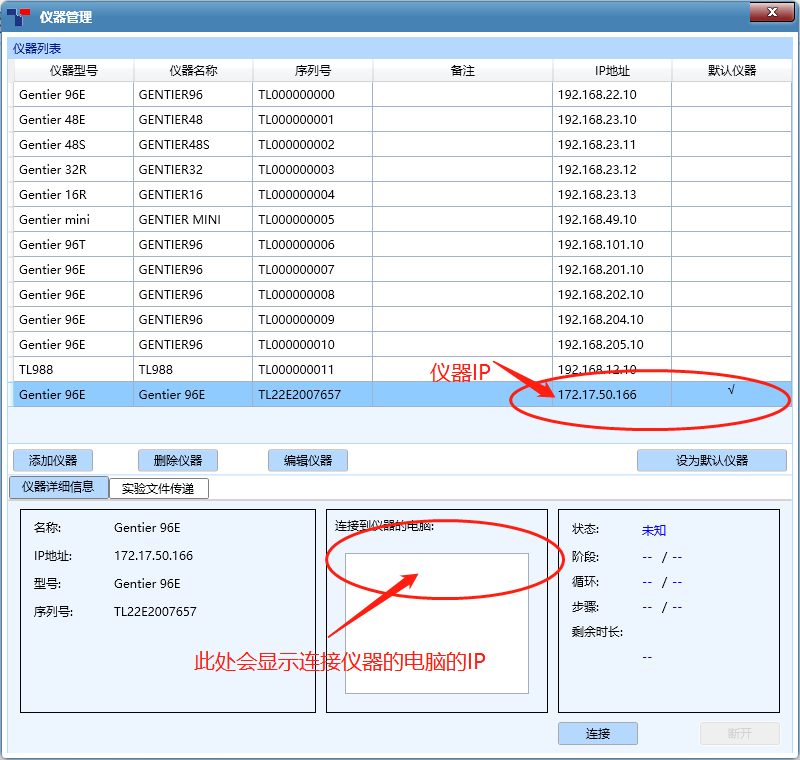 仪器管理
仪器列表
仪器型号 仪器名称 序列号 备注 IP地址 默认仪器
Gentier 96E GENTIER96 TL000000000 192.168.22.10
Gentier 48E GENTIER48 TL000000001 192.168.23.10
Gentier 48S GENTIER48S TL000000002 192.168.23.11
Gentier 32R GENTIER32 TL000000003 192.168.23.12
Gentier 16R GENTIER16 TL000000004 192.168.23.13
Gentier mini GENTIER MINI TL000000005 192.168.49.10
Gentier 96T GENTIER96 TL000000006 192.168.101.10
Gentier 96E GENTIER96 TL000000007 192.168.201.10
Gentier 96E GENTIER96 TL000000008 192.168.202.10
Gentier 96E GENTIER96 TL000000009 192.168.204.10
Gentier 96E GENTIER96 TL000000010 192.168.205.10
TL988 TL988 TL000000011 192.168.12.10
仪器IP
Gentier 96E Gentier 96E TL22E2007657 172.17.50.166 √
添加仪器 删除仪器 编辑仪器 设为默认仪器
仪器详细信息 实验文件传递
名称: Gentier 96E
IP地址: 172.17.50.166
型号: Gentier 96E
序列号: TL22E2007657
连接到仪器的电脑:
此处会显示连接仪器的电脑的IP
状态: 未知
阶段: -- / --
循环: -- / --
步骤: -- / --
剩余时长:
--
连接 断开